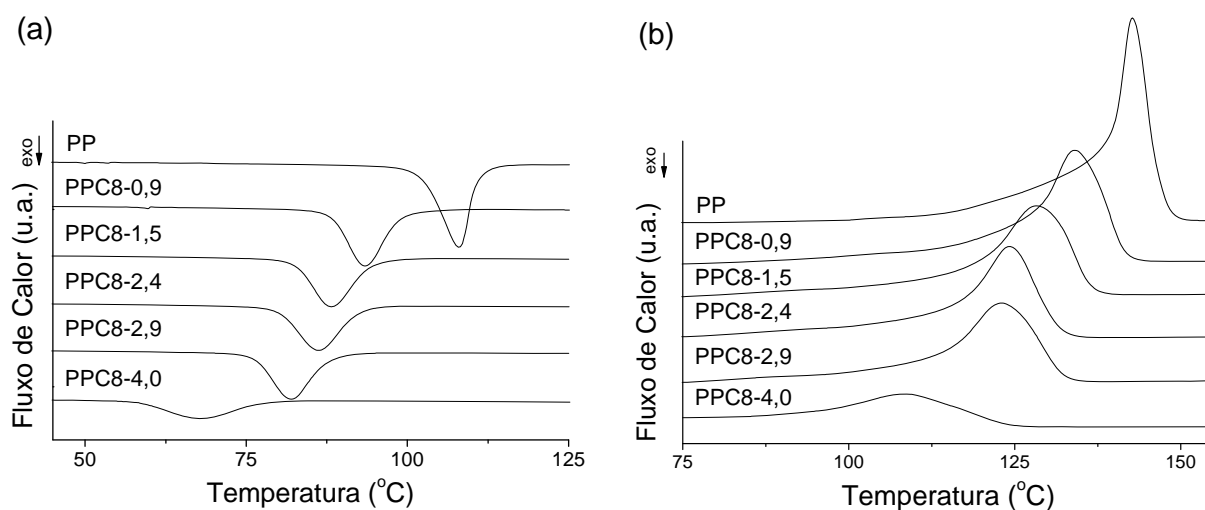 (a)
Fluxo de Calor (u.a.)
exo
PP
PPC8-0,9
PPC8-1,5
PPC8-2,4
PPC8-2,9
PPC8-4,0
50 75 100 125
Temperatura (°C)
(b)
Fluxo de Calor (u.a.)
exo
PP
PPC8-0,9
PPC8-1,5
PPC8-2,4
PPC8-2,9
PPC8-4,0
75 100 125 150
Temperatura (°C)